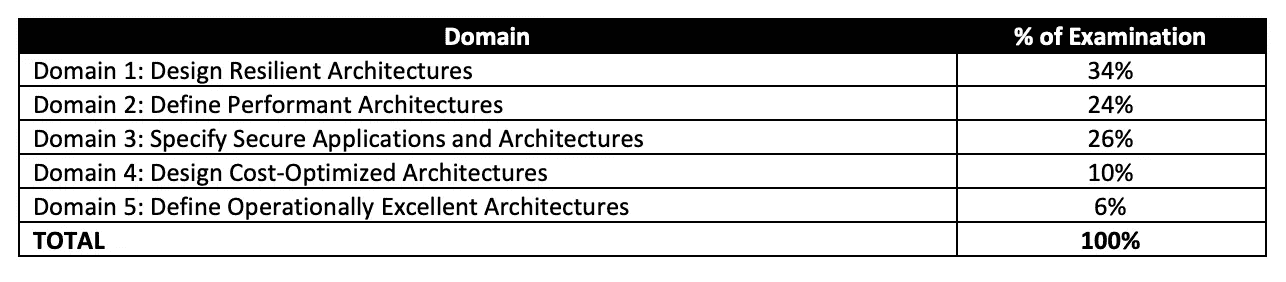 Domain % of Examination
Domain 1: Design Resilient Architectures 34%
Domain 2: Define Performant Architectures 24%
Domain 3: Specify Secure Applications and Architectures 26%
Domain 4: Design Cost-Optimized Architectures 10%
Domain 5: Define Operationally Excellent Architectures 6%
TOTAL 100%